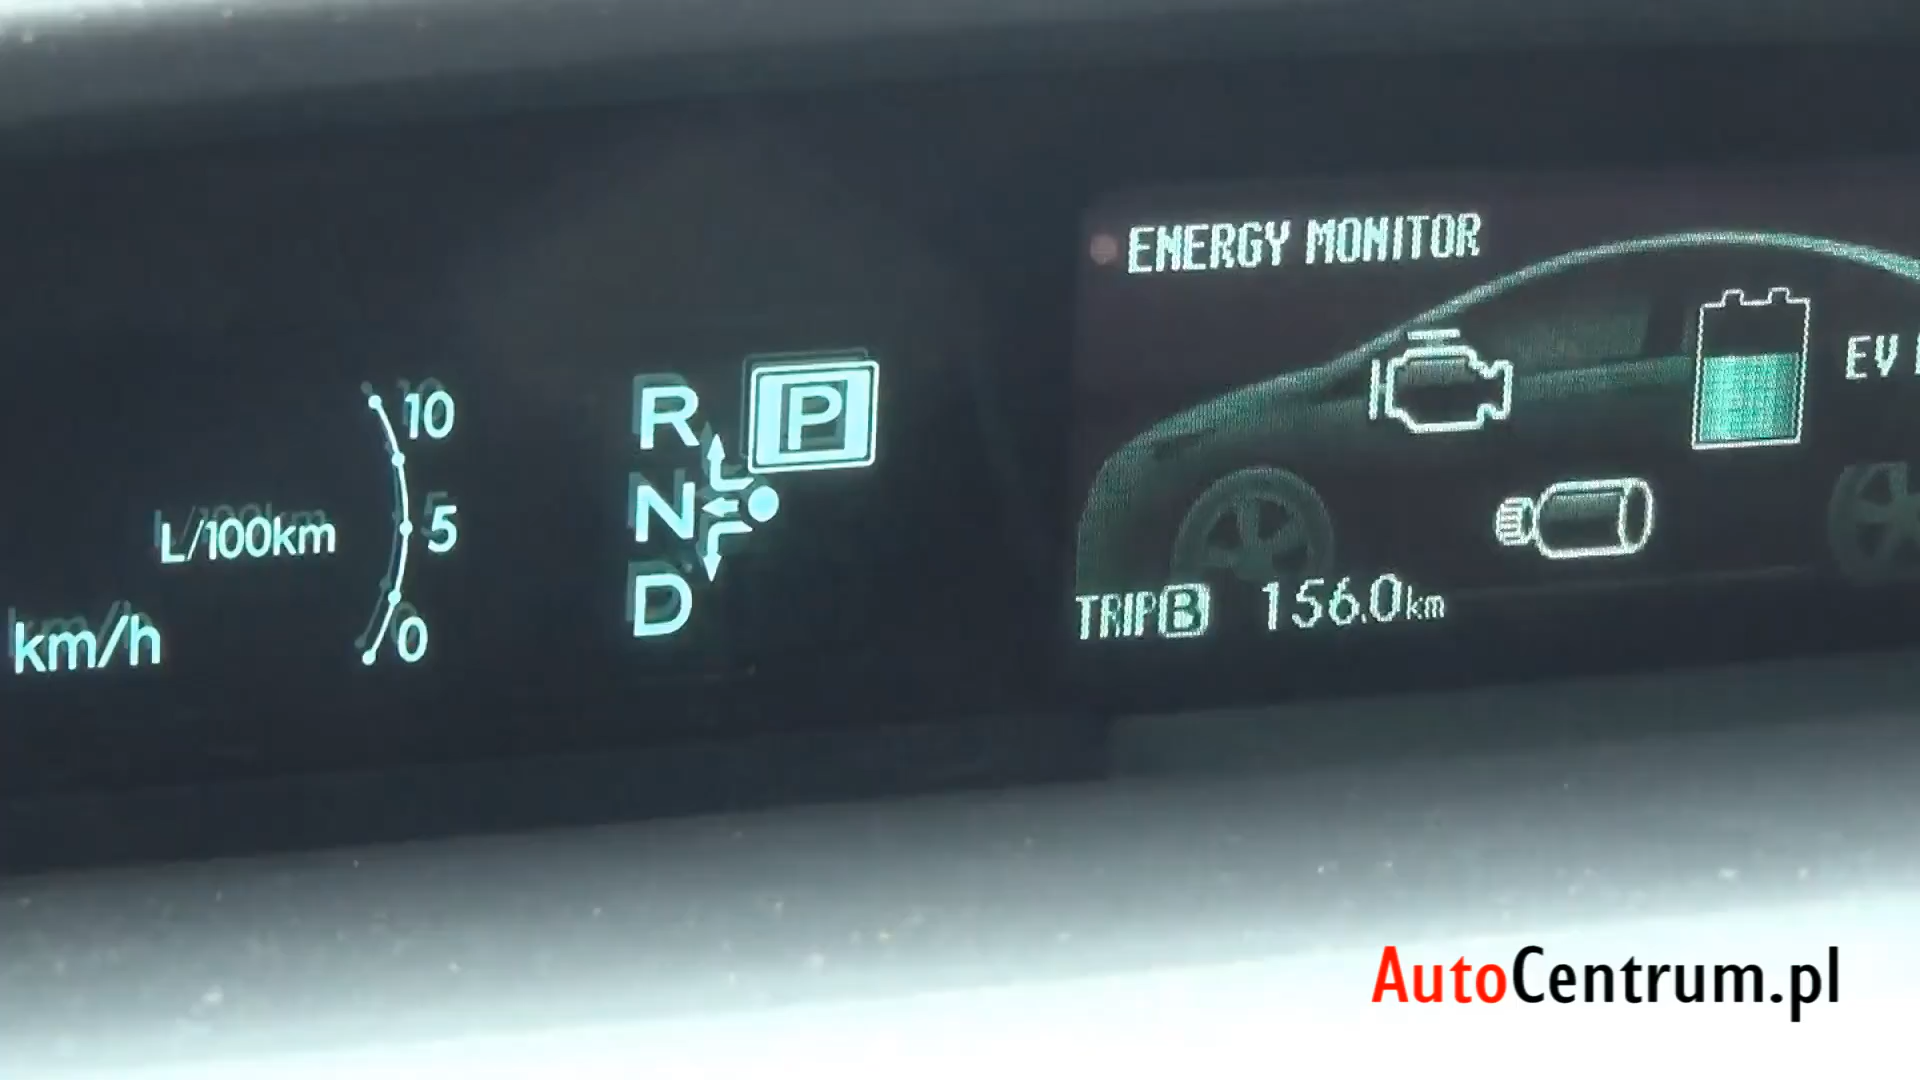 ENERGY MONITOR
EV
10
R P
L/100km 5
N
D
km/h 0
TRIP B 156.0km
AutoCentrum.pl